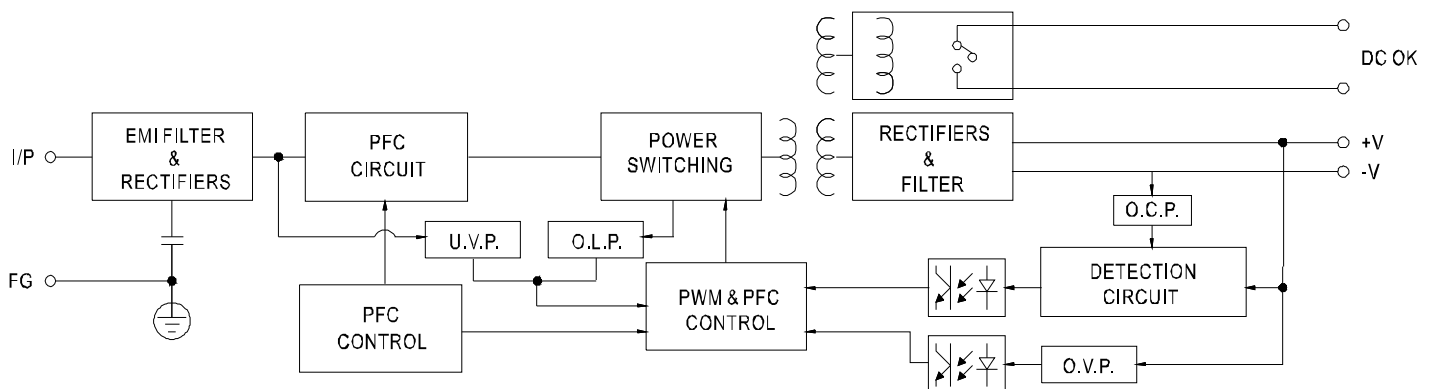 DC OK
I/P
EMI FILTER
&
RECTIFIERS
PFC
CIRCUIT
POWER
SWITCHING
RECTIFIERS
&
FILTER
+V
-V
O.C.P.
U.V.P.
O.L.P.
FG
PFC
CONTROL
PWM & PFC
CONTROL
DETECTION
CIRCUIT
O.V.P.